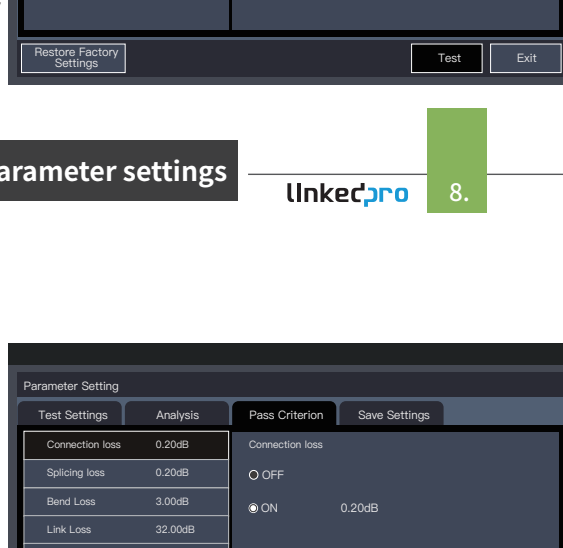 Restore Factory
Settings
Test
Exit
arameter settings
linkedpro
8.
Parameter Setting
Test Settings
Analysis
Pass Criterion
Save Settings
Connection loss 0.20dB
Connection loss
Splicing loss 0.20dB
OFF
Bend Loss 3.00dB
ON 0.20dB
Link Loss 32.00dB